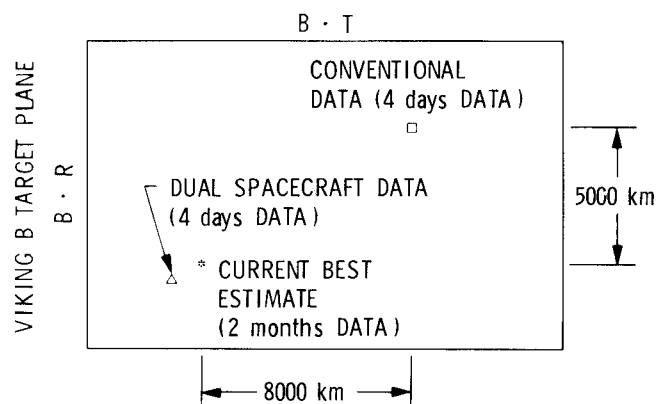 B · T
CONVENTIONAL
DATA (4 days DATA)
VIKING B TARGET PLANE
B · R
DUAL SPACECRAFT DATA
(4 days DATA)
5000 km
* CURRENT BEST
ESTIMATE
(2 months DATA)
8000 km